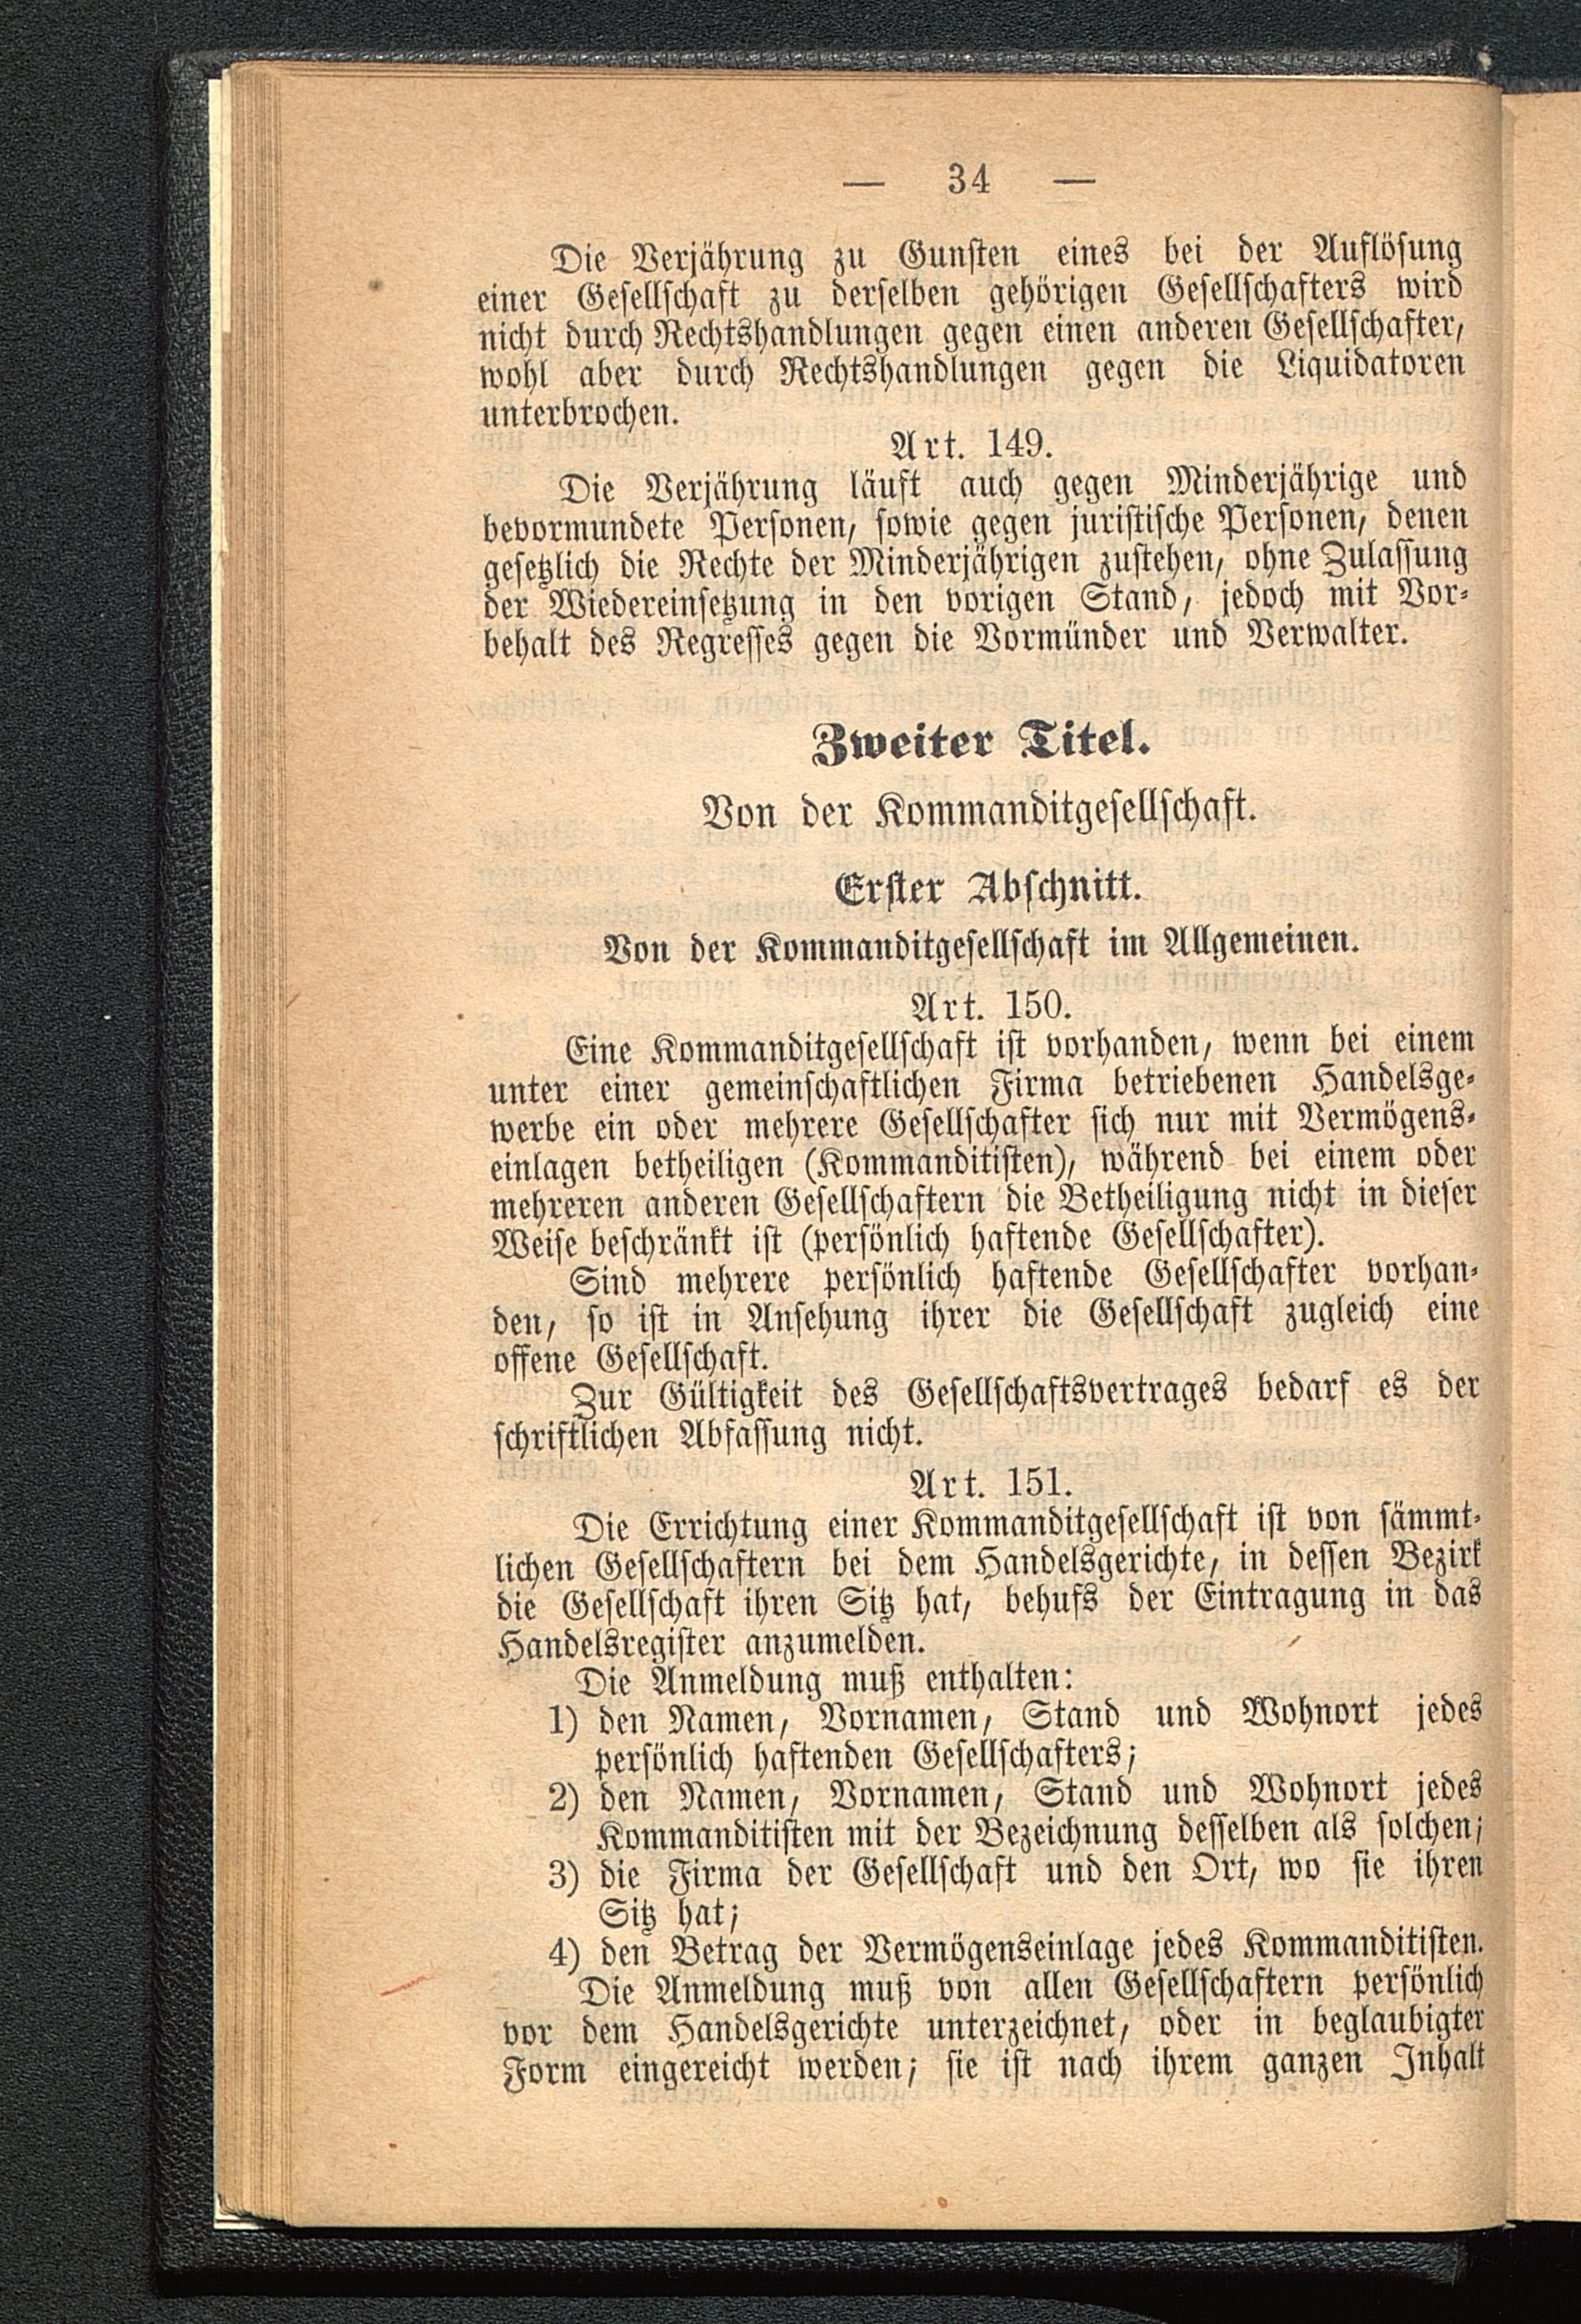 — 34 —
Die Verjährung zu Gunsten eines bei der Auflösung
einer Gesellschaft zu derselben gehörigen Gesellschafters wird
nicht durch Rechtshandlungen gegen einen anderen Gesellschafter,
wohl aber durch Rechtshandlungen gegen die Liquidatoren
unterbrochen.
Art. 149.
Die Verjährung läuft auch gegen Minderjährige und
bevormundete Personen, sowie gegen juristische Personen, denen
gesetzlich die Rechte der Minderjährigen zustehen, ohne Zulassung
der Wiedereinsetzung in den vorigen Stand, jedoch mit Vor-
behalt des Regresses gegen die Vormünder und Verwalter.
Zweiter Titel.
Von der Kommanditgesellschaft.
Erster Abschnitt.
Von der Kommanditgesellschaft im Allgemeinen.
Art. 150.
Eine Kommanditgesellschaft ist vorhanden, wenn bei einem
unter einer gemeinschaftlichen Firma betriebenen Handelsge-
werbe ein oder mehrere Gesellschafter sich nur mit Vermögens-
einlagen betheiligen (Kommanditisten), während bei einem oder
mehreren anderen Gesellschaftern die Betheiligung nicht in dieser
Weise beschränkt ist (persönlich haftende Gesellschafter).
Sind mehrere persönlich haftende Gesellschafter vorhan-
den, so ist in Ansehung ihrer die Gesellschaft zugleich eine
offene Gesellschaft.
Zur Gültigkeit des Gesellschaftsvertrages bedarf es der
schriftlichen Abfassung nicht.
Art. 151.
Die Errichtung einer Kommanditgesellschaft ist von sämmt-
lichen Gesellschaftern bei dem Handelsgerichte, in dessen Bezirk
die Gesellschaft ihren Sitz hat, behufs der Eintragung in das
Handelsregister anzumelden.
Die Anmeldung muß enthalten:
1) den Namen, Vornamen, Stand und Wohnort jedes
persönlich haftenden Gesellschafters;
2) den Namen, Vornamen, Stand und Wohnort jedes
Kommanditisten mit der Bezeichnung desselben als solchen;
3) die Firma der Gesellschaft und den Ort, wo sie ihren
Sitz hat;
4) den Betrag der Vermögenseinlage jedes Kommanditisten.
Die Anmeldung muß von allen Gesellschaftern persönlich
vor dem Handelsgerichte unterzeichnet, oder in beglaubigter
Form eingereicht werden; sie ist nach ihrem ganzen Inhalt